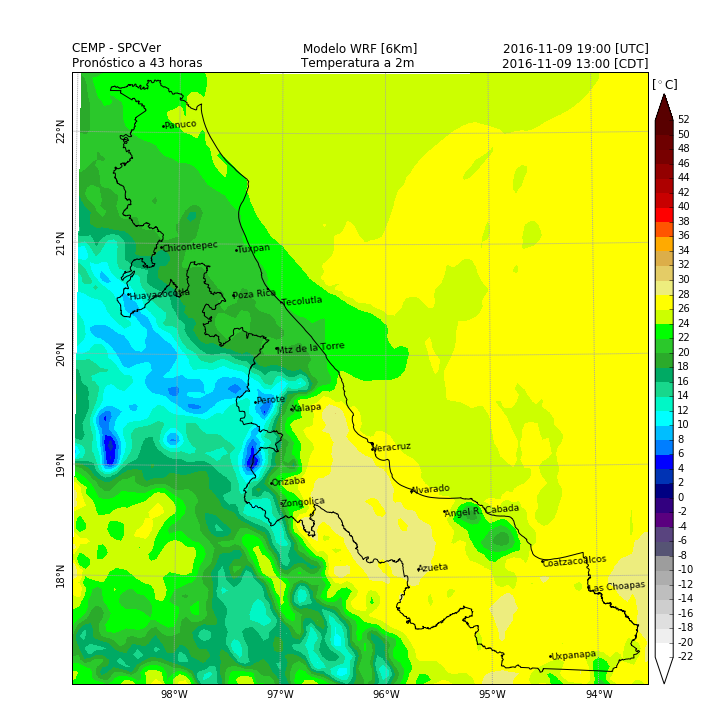 CEMP - SPCVer Modelo WRF [6Km] 2016-11-09 19:00 [UTC]
Pronóstico a 43 horas Temperatura a 2m 2016-11-09 13:00 [CDT]
[°C]
52
50
48
46
44
42
40
38
36
34
32
30
28
26
24
22
20
18
16
14
12
10
8
6
4
2
0
-2
-4
-6
-8
-10
-12
-14
-16
-18
-20
-22
22°N
21°N
20°N
19°N
18°N
Panuco
Chicontepec
Tuxpan
Huayacocotla
Poza Rica
Tecolutla
Mtz de la Torre
Perote
Xalapa
Veracruz
Orizaba
Alvarado
Zongolica
Angel R. Cabada
Azueta
Coatzacoalcos
Las Choapas
Uxpanapa
98°W 97°W 96°W 95°W 94°W